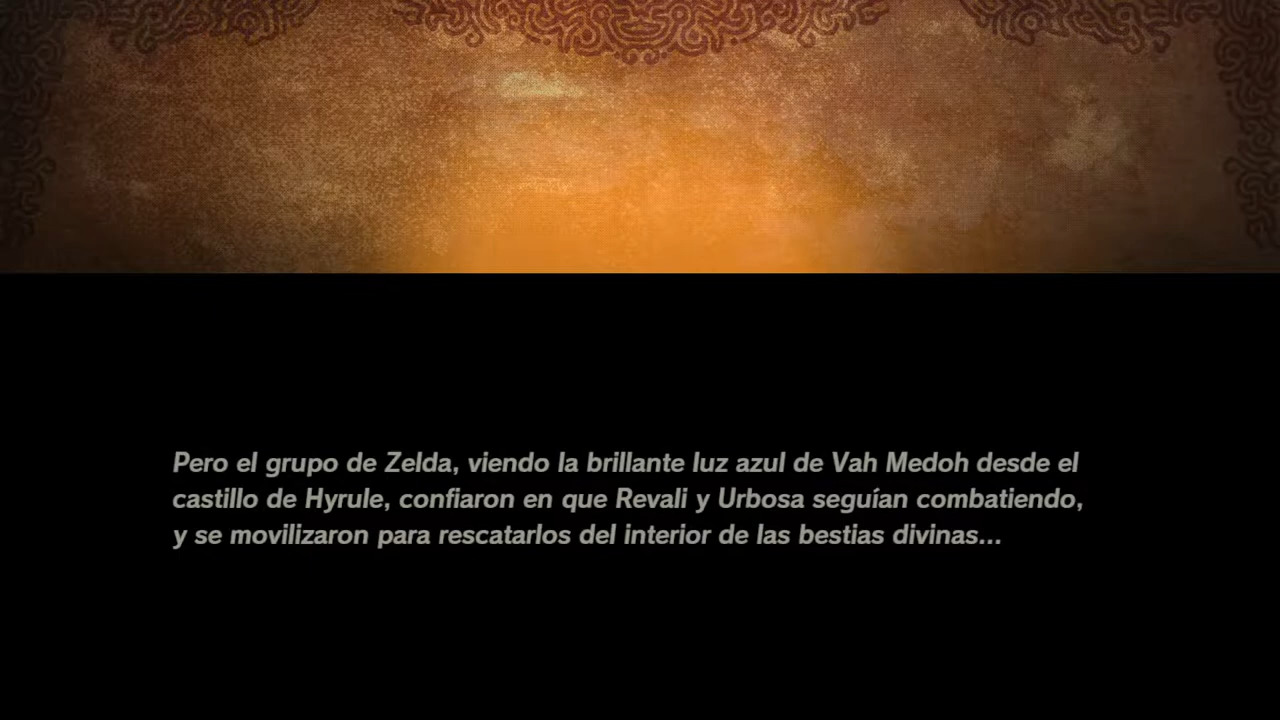 Pero el grupo de Zelda, viendo la brillante luz azul de Vah Medoh desde el
castillo de Hyrule, confiaron en que Revali y Urbosa seguían combatiendo,
y se movilizaron para rescatarlos del interior de las bestias divinas...